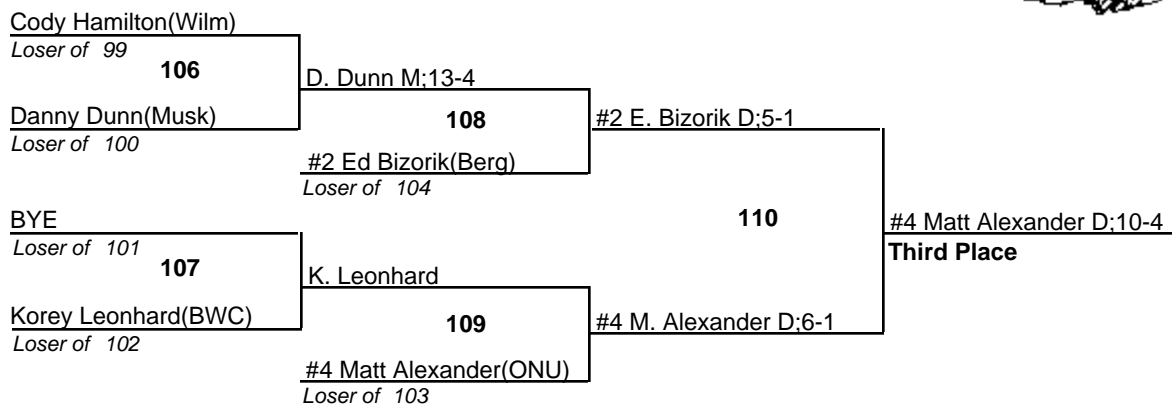 Cody Hamilton(Wilm)
Loser of 99
106
D. Dunn M;13-4
Danny Dunn(Musk)
Loser of 100
108
#2 E. Bizorik D;5-1
#2 Ed Bizorik(Berg)
Loser of 104
BYE
Loser of 101
110
#4 Matt Alexander D;10-4
Third Place
107
K. Leonhard
Korey Leonhard(BWC)
Loser of 102
109
#4 M. Alexander D;6-1
#4 Matt Alexander(ONU)
Loser of 103